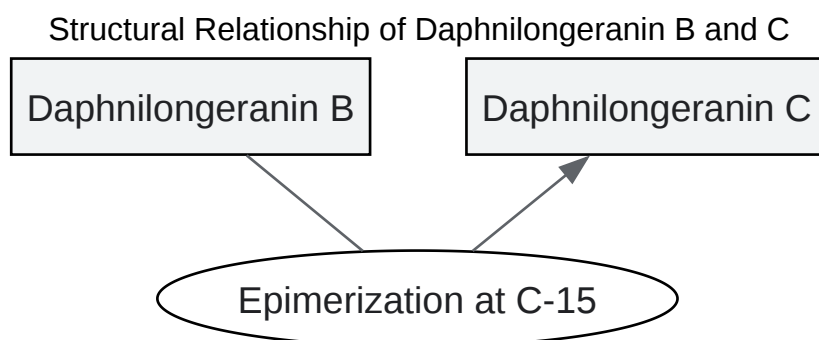 Structural Relationship of Daphnilongeranin B and C
Daphnilongeranin B
Daphnilongeranin C
Epimerization at C-15